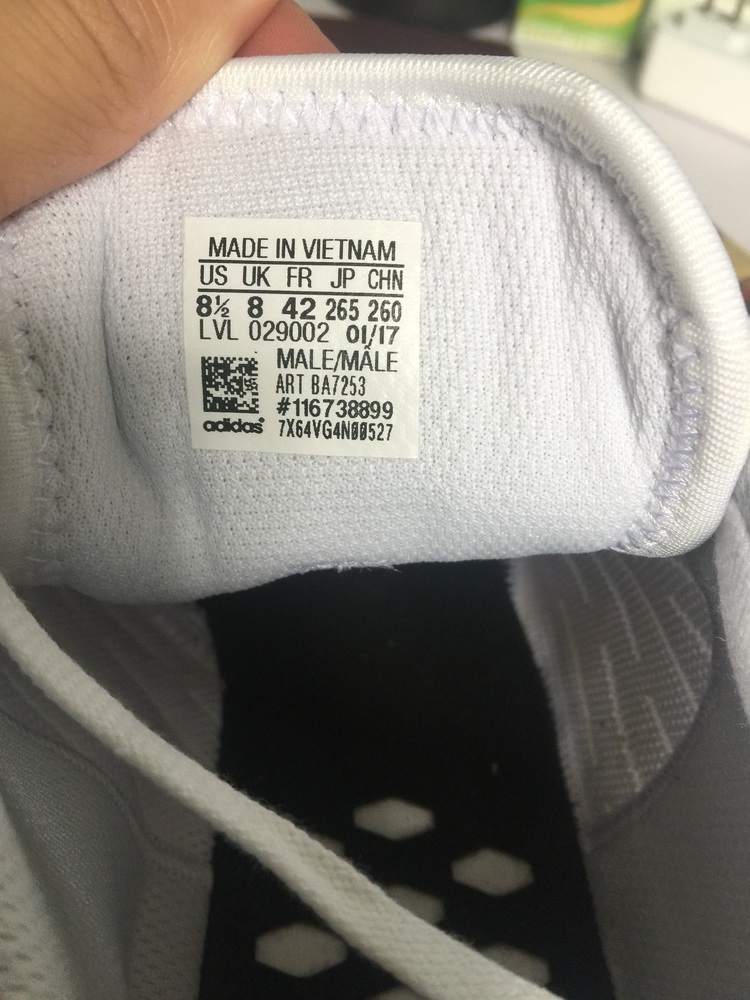 MADE IN VIETNAM
US UK FR JP CHN
8½ 8 42 265 260
LVL 029002 01/17
MALE/MÂLE
ART BA7253
#116738899
adidas® 7X64VG4N00527